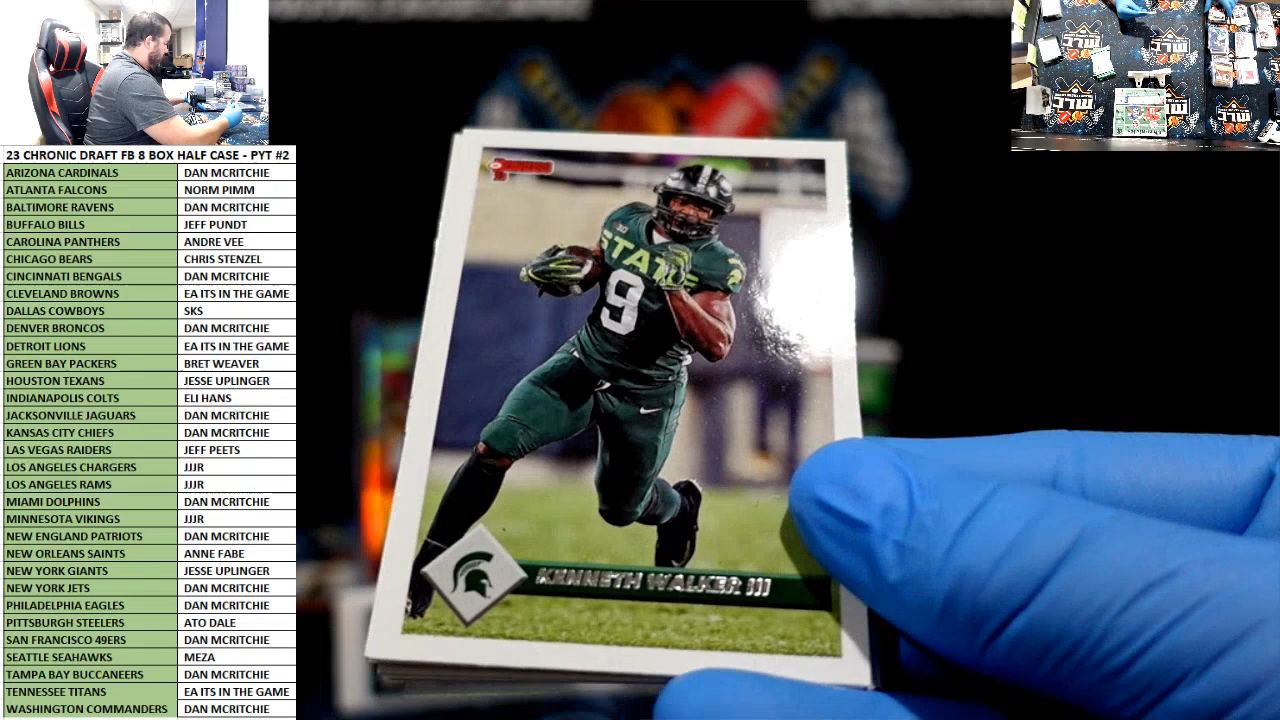 23 CHRONIC DRAFT FB 8 BOX HALF CASE - PYT #2
ARIZONA CARDINALS DAN MCRITCHIE
ATLANTA FALCONS NORM PIMM
BALTIMORE RAVENS DAN MCRITCHIE
BUFFALO BILLS JEFF PUNDT
CAROLINA PANTHERS ANDRE VEE
CHICAGO BEARS CHRIS STENZEL
CINCINNATI BENGALS DAN MCRITCHIE
CLEVELAND BROWNS EA ITS IN THE GAME
DALLAS COWBOYS SKS
DENVER BRONCOS DAN MCRITCHIE
DETROIT LIONS EA ITS IN THE GAME
GREEN BAY PACKERS BRET WEAVER
HOUSTON TEXANS JESSE UPLINGER
INDIANAPOLIS COLTS ELI HANS
JACKSONVILLE JAGUARS DAN MCRITCHIE
KANSAS CITY CHIEFS DAN MCRITCHIE
LAS VEGAS RAIDERS JEFF PEETS
LOS ANGELES CHARGERS JJJR
LOS ANGELES RAMS JJJR
MIAMI DOLPHINS DAN MCRITCHIE
MINNESOTA VIKINGS JJJR
NEW ENGLAND PATRIOTS DAN MCRITCHIE
NEW ORLEANS SAINTS ANNE FABE
NEW YORK GIANTS JESSE UPLINGER
NEW YORK JETS DAN MCRITCHIE
PHILADELPHIA EAGLES DAN MCRITCHIE
PITTSBURGH STEELERS ATO DALE
SAN FRANCISCO 49ERS DAN MCRITCHIE
SEATTLE SEAHAWKS MEZA
TAMPA BAY BUCCANEERS DAN MCRITCHIE
TENNESSEE TITANS EA ITS IN THE GAME
WASHINGTON COMMANDERS DAN MCRITCHIE
STATE
9
KENNETH WALKER III